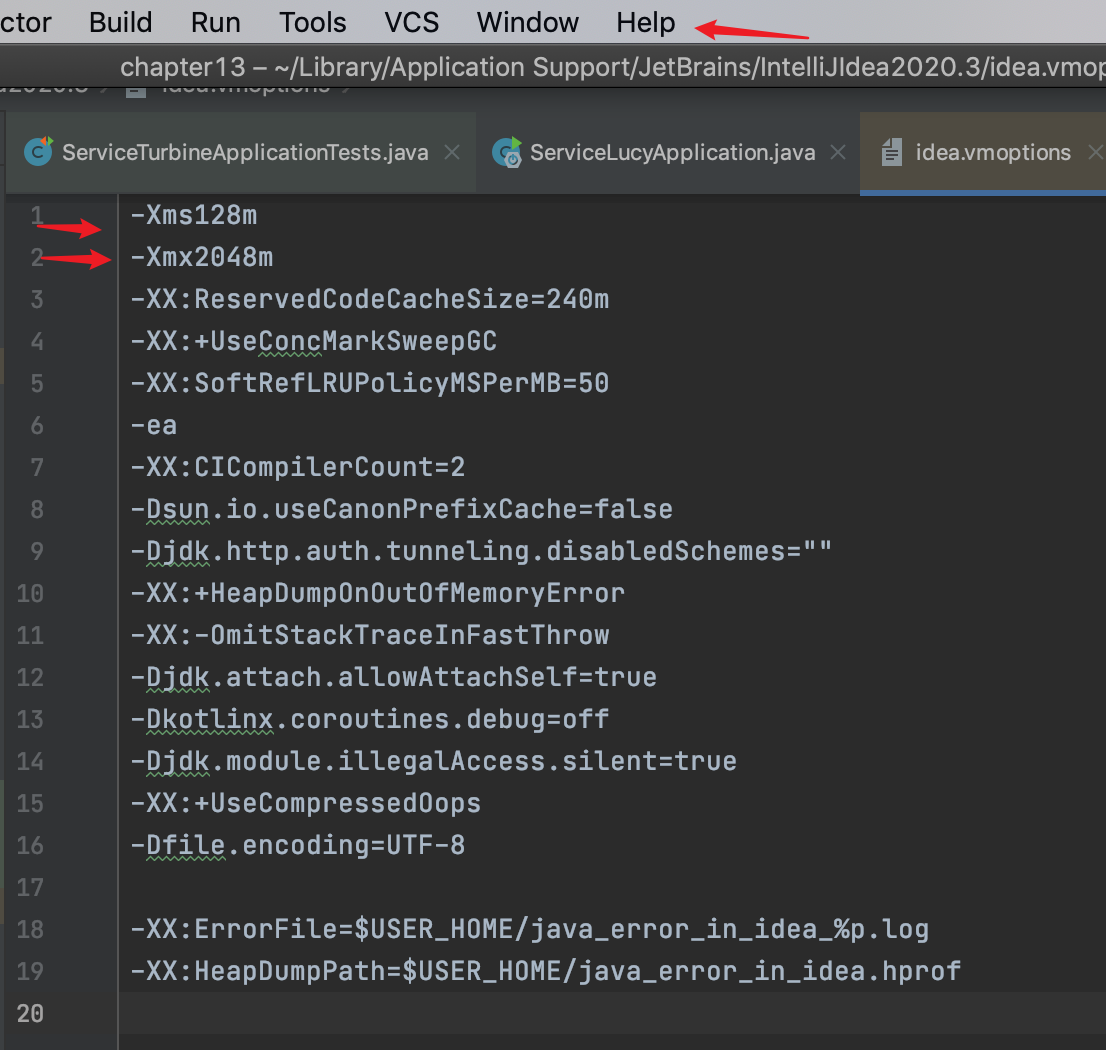 ctor Build Run Tools VCS Window Help
chapter13 – ~/Library/Application Support/JetBrains/IntelliJIdea2020.3/idea.vmop
idea.vmoptions
ServiceTurbineApplicationTests.java ServiceLucyApplication.java idea.vmoptions
1 -Xms128m
2 -Xmx2048m
3 -XX:ReservedCodeCacheSize=240m
4 -XX:+UseConcMarkSweepGC
5 -XX:SoftRefLRUPolicyMSPerMB=50
6 -ea
7 -XX:CICompilerCount=2
8 -Dsun.io.useCanonPrefixCache=false
9 -Djdk.http.auth.tunneling.disabledSchemes=""
10 -XX:+HeapDumpOnOutOfMemoryError
11 -XX:-OmitStackTraceInFastThrow
12 -Djdk.attach.allowAttachSelf=true
13 -Dkotlinx.coroutines.debug=off
14 -Djdk.module.illegalAccess.silent=true
15 -XX:+UseCompressedOops
16 -Dfile.encoding=UTF-8
17
18 -XX:ErrorFile=$USER_HOME/java_error_in_idea_%p.log
19 -XX:HeapDumpPath=$USER_HOME/java_error_in_idea.hprof
20